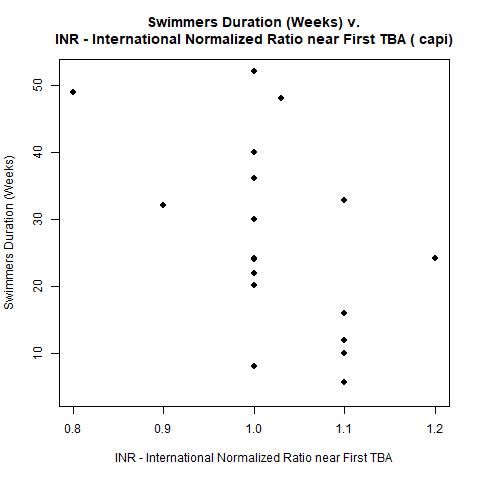 Swimmers Duration (Weeks) v.
INR - International Normalized Ratio near First TBA ( capi)
Swimmers Duration (Weeks)
50
40
30
20
10
0.8
0.9
1.0
1.1
1.2
INR - International Normalized Ratio near First TBA